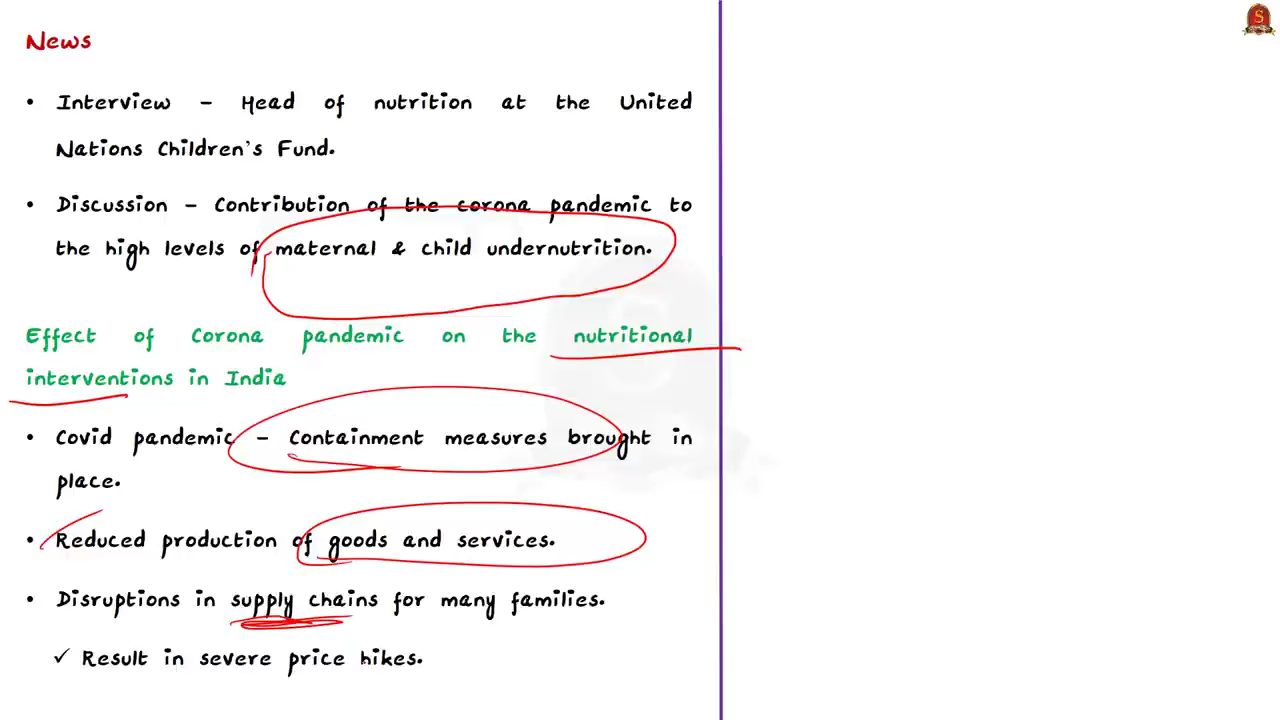 News
• Interview – Head of nutrition at the United
Nations Children's Fund.
• Discussion – Contribution of the corona pandemic to
the high levels of maternal & child undernutrition.
Effect of Corona pandemic on the nutritional
interventions in India
• Covid pandemic – Containment measures brought in
place.
• Reduced production of goods and services.
• Disruptions in supply chains for many families.
✓ Result in severe price hikes.
S